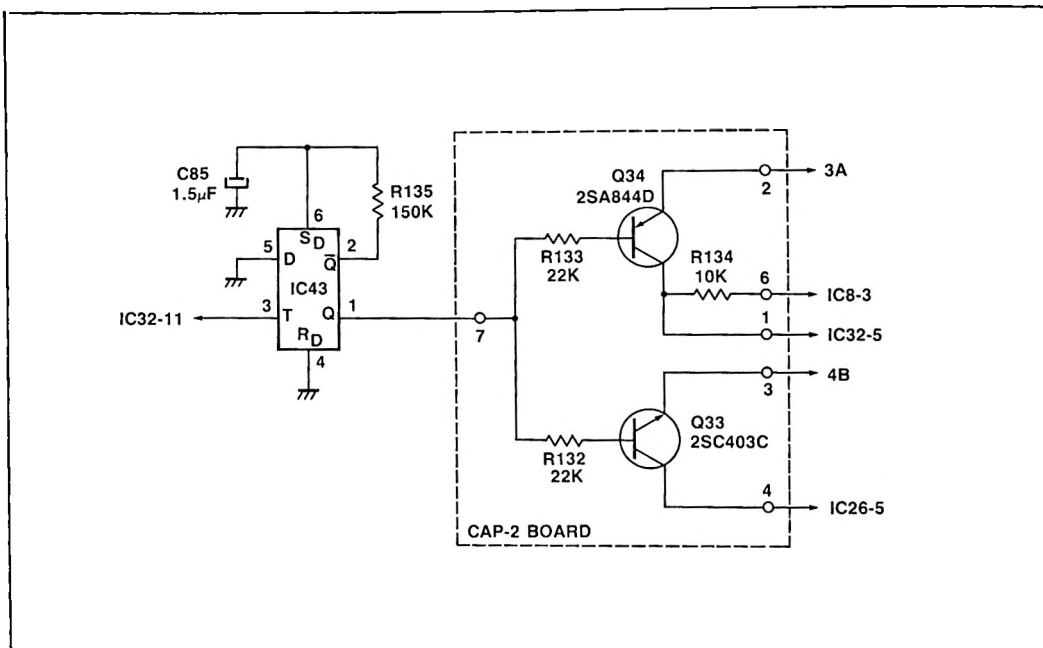 C85
1.5µF
R135
150K
6
SD
5
D
2
Q̅
IC43
IC32-11
3
T
Q
1
RD
4
7
R133
22K
Q34
2SA844D
2
3A
R134
10K
6
IC8-3
1
IC32-5
3
4B
R132
22K
Q33
2SC403C
4
IC26-5
CAP-2 BOARD